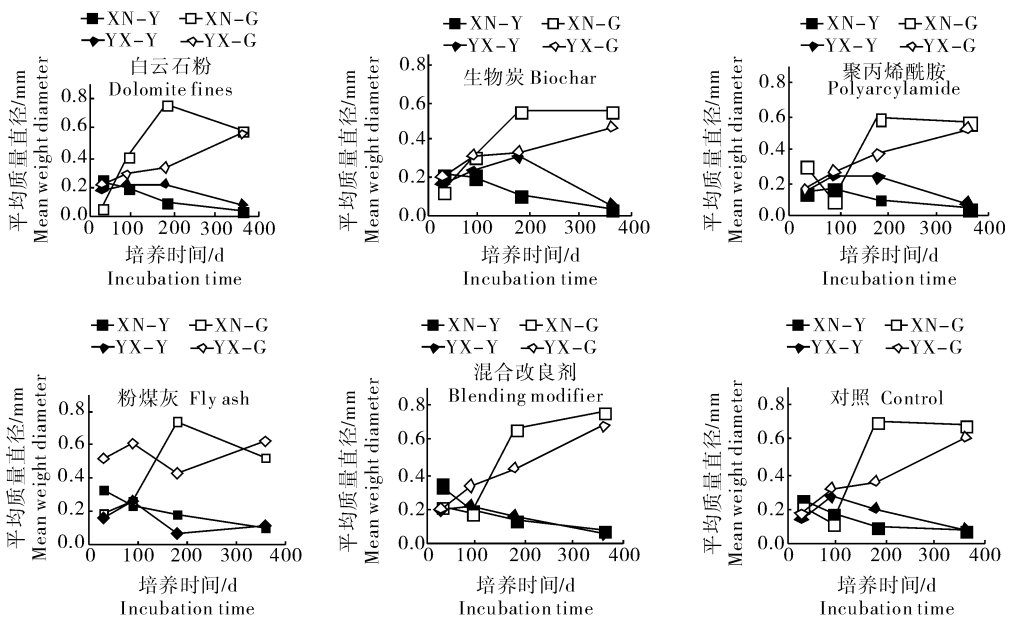 XN-Y XN-G
YX-Y YX-G
白云石粉
Dolomite fines
平均质量直径/mm
Mean weight diameter
0.8
0.6
0.4
0.2
0.0
0 100 200 300 400
培养时间/d
Incubation time
XN-Y XN-G
YX-Y YX-G
生物炭 Biochar
平均质量直径/mm
Mean weight diameter
0.8
0.6
0.4
0.2
0.0
0 100 200 300 400
培养时间/d
Incubation time
XN-Y XN-G
YX-Y YX-G
聚丙烯酰胺
Polyarcylamide
平均质量直径/mm
Mean weight diameter
0.8
0.6
0.4
0.2
0.0
0 100 200 300 400
培养时间/d
Incubation time
XN-Y XN-G
YX-Y YX-G
粉煤灰 Fly ash
平均质量直径/mm
Mean weight diameter
0.8
0.6
0.4
0.2
0.0
0 100 200 300 400
培养时间/d
Incubation time
XN-Y XN-G
YX-Y YX-G
混合改良剂
Blending modifier
平均质量直径/mm
Mean weight diameter
0.8
0.6
0.4
0.2
0.0
0 100 200 300 400
培养时间/d
Incubation time
XN-Y XN-G
YX-Y YX-G
对照 Control
平均质量直径/mm
Mean weight diameter
0.8
0.6
0.4
0.2
0.0
0 100 200 300 400
培养时间/d
Incubation time